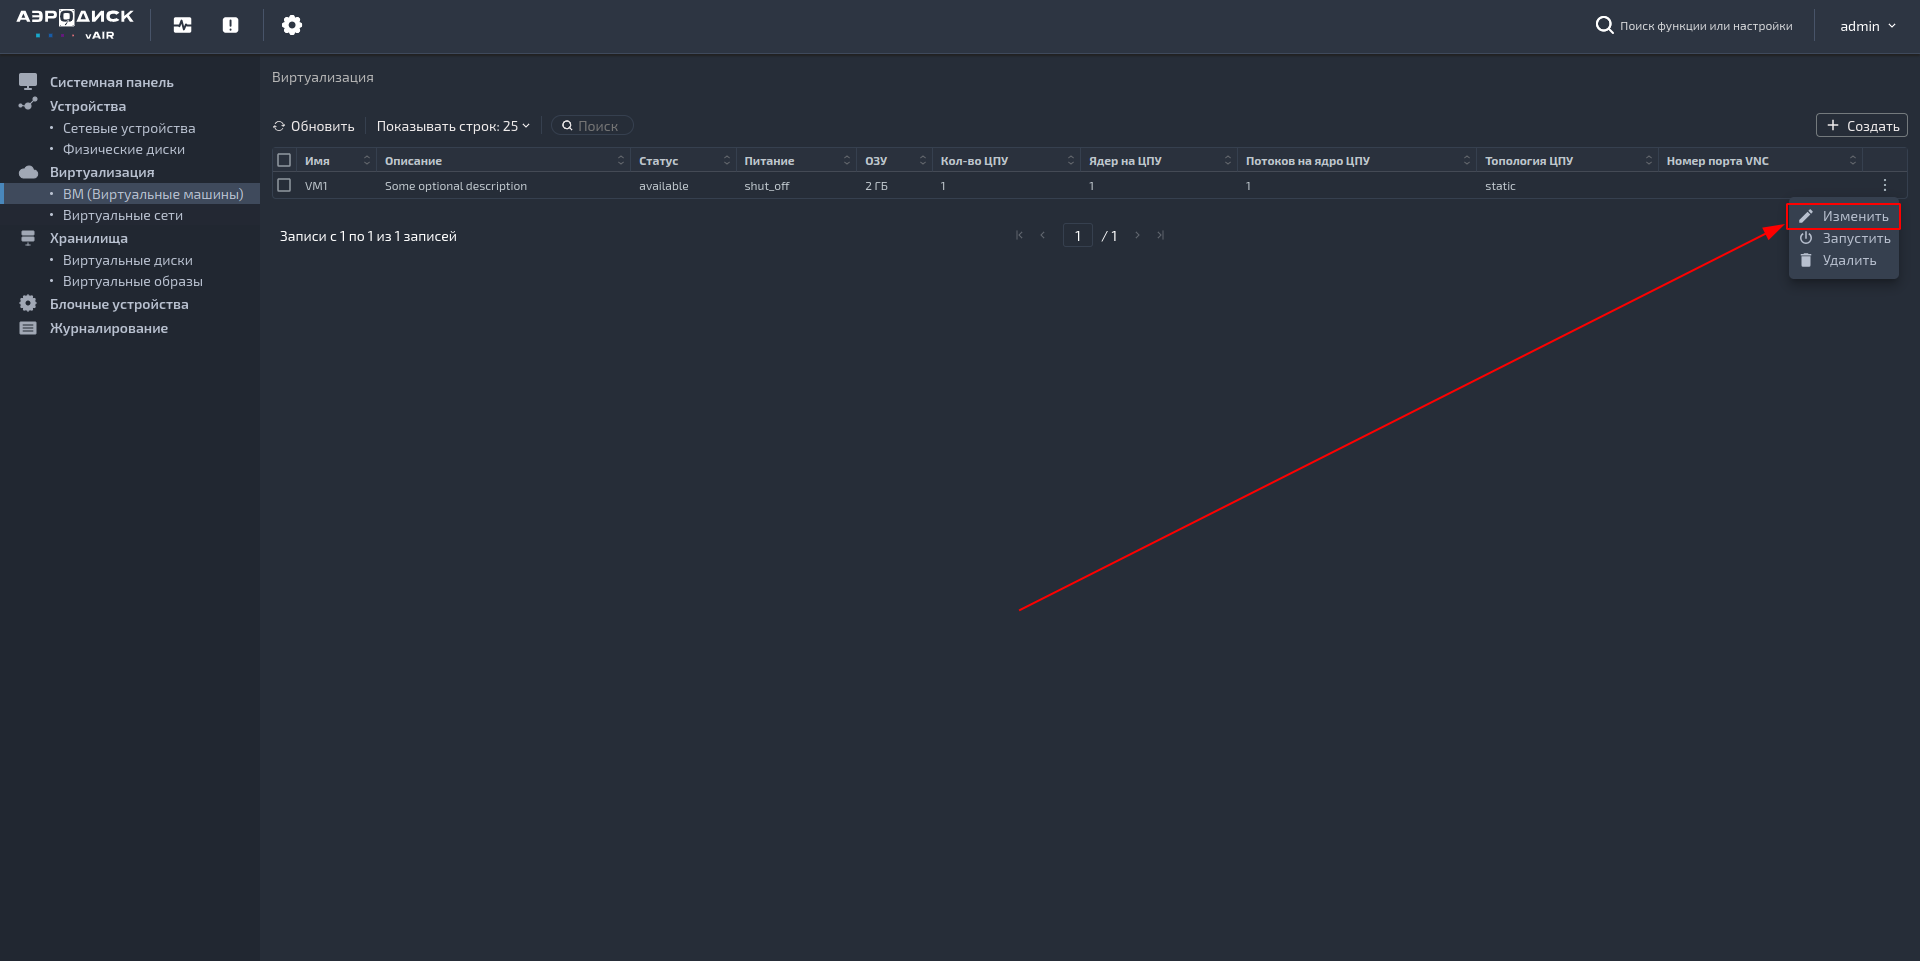 АЭРОДИСК
vAIR
Поиск функции или настройки
admin
Системная панель
Устройства
Сетевые устройства
Физические диски
Виртуализация
ВМ (Виртуальные машины)
Виртуальные сети
Хранилища
Виртуальные диски
Виртуальные образы
Блочные устройства
Журналирование
Виртуализация
Обновить Показывать строк: 25 Поиск Создать
Имя Описание Статус Питание ОЗУ Кол-во ЦПУ Ядер на ЦПУ Потоков на ядро ЦПУ Топология ЦПУ Номер порта VNC
VM1 Some optional description available shut_off 2 ГБ 1 1 1 static
Изменить
Запустить
Удалить
Записи с 1 по 1 из 1 записей 1 / 1